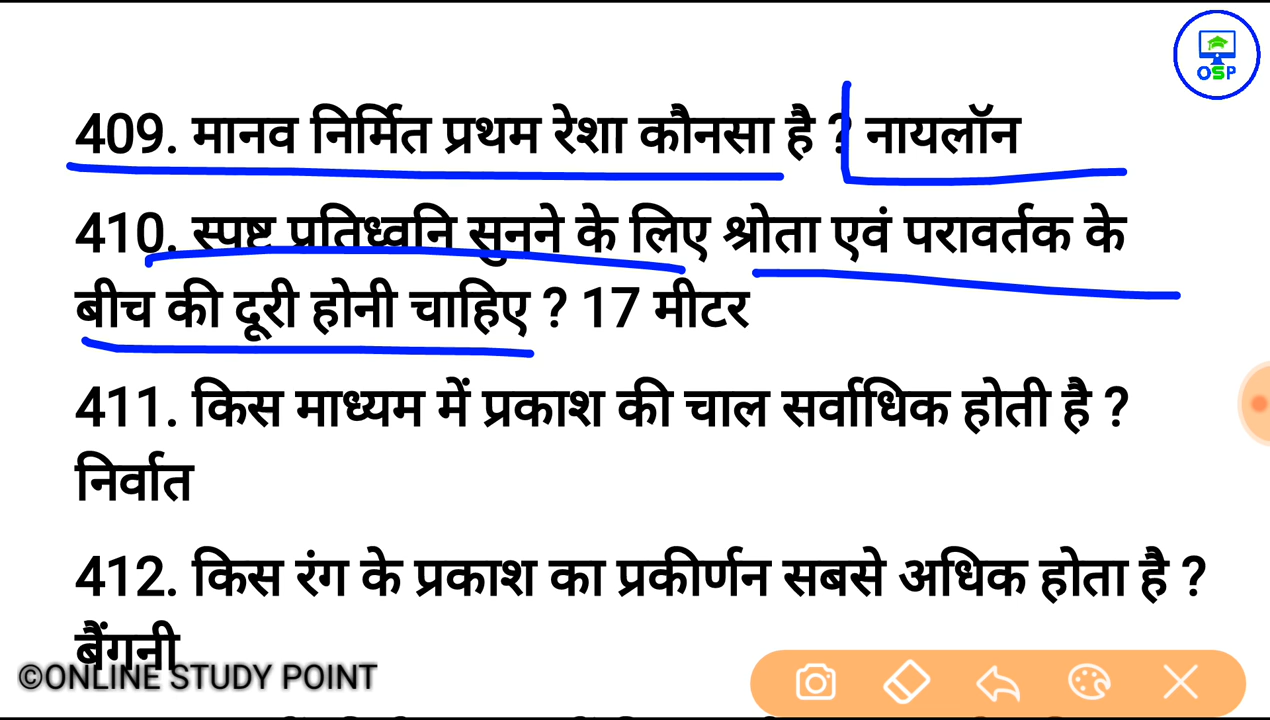 OSP
409. मानव निर्मित प्रथम रेशा कौनसा है ? नायलॉन
410. स्पष्ट प्रतिध्वनि सुनने के लिए श्रोता एवं परावर्तक के
बीच की दूरी होनी चाहिए ? 17 मीटर
411. किस माध्यम में प्रकाश की चाल सर्वाधिक होती है ?
निर्वात
412. किस रंग के प्रकाश का प्रकीर्णन सबसे अधिक होता है ?
बैंगनी
©ONLINE STUDY POINT